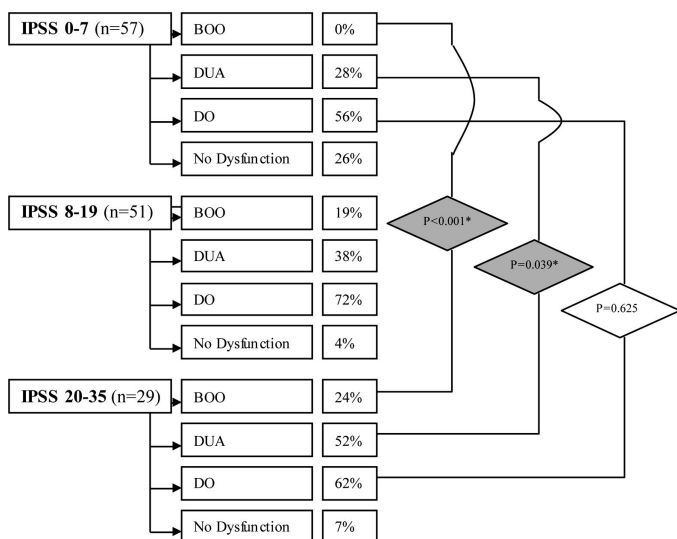 IPSS 0-7 (n=57)
BOO 0%
DUA 28%
DO 56%
No Dysfunction 26%
IPSS 8-19 (n=51)
BOO 19%
P<0.001*
DUA 38%
P=0.039*
DO 72%
P=0.625
No Dysfunction 4%
IPSS 20-35 (n=29)
BOO 24%
DUA 52%
DO 62%
No Dysfunction 7%